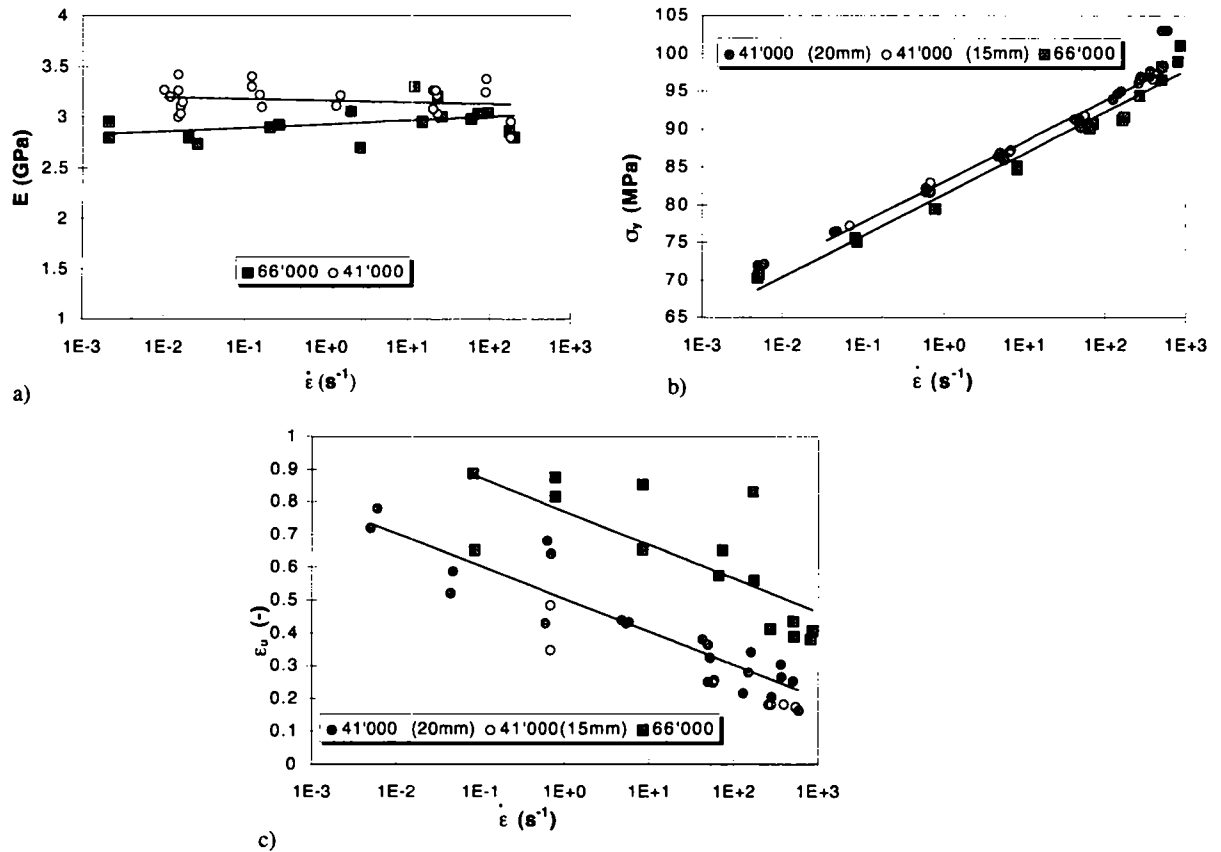 4
3.5
3
2.5
2
1.5
1
E (GPa)
■ 66'000 ○ 41'000
1E-3 1E-2 1E-1 1E+0 1E+1 1E+2 1E+3
ε̇ (s⁻¹)
a)
105
100
95
90
85
80
75
70
65
σy (MPa)
● 41'000 (20mm) ○ 41'000 (15mm) ■ 66'000
1E-3 1E-2 1E-1 1E+0 1E+1 1E+2 1E+3
ε̇ (s⁻¹)
b)
1
0.9
0.8
0.7
0.6
0.5
0.4
0.3
0.2
0.1
0
εu (-)
● 41'000 (20mm) ○ 41'000(15mm) ■ 66'000
1E-3 1E-2 1E-1 1E+0 1E+1 1E+2 1E+3
ε̇ (s⁻¹)
c)